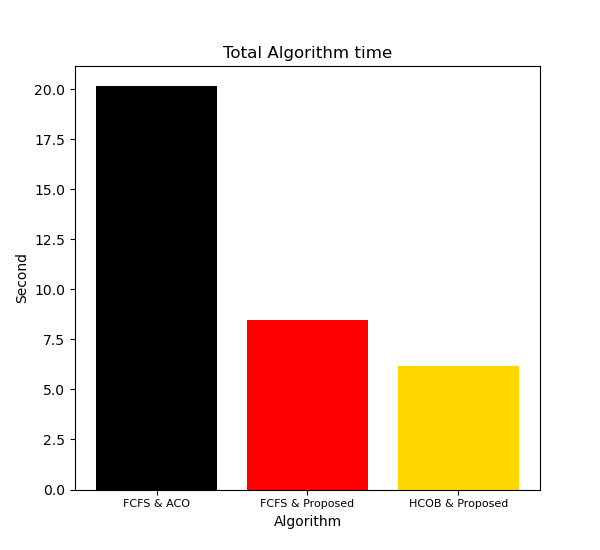 Total Algorithm time
20.0
17.5
15.0
12.5
10.0
7.5
5.0
2.5
0.0
Second
FCFS & ACO
FCFS & Proposed
HCOB & Proposed
Algorithm